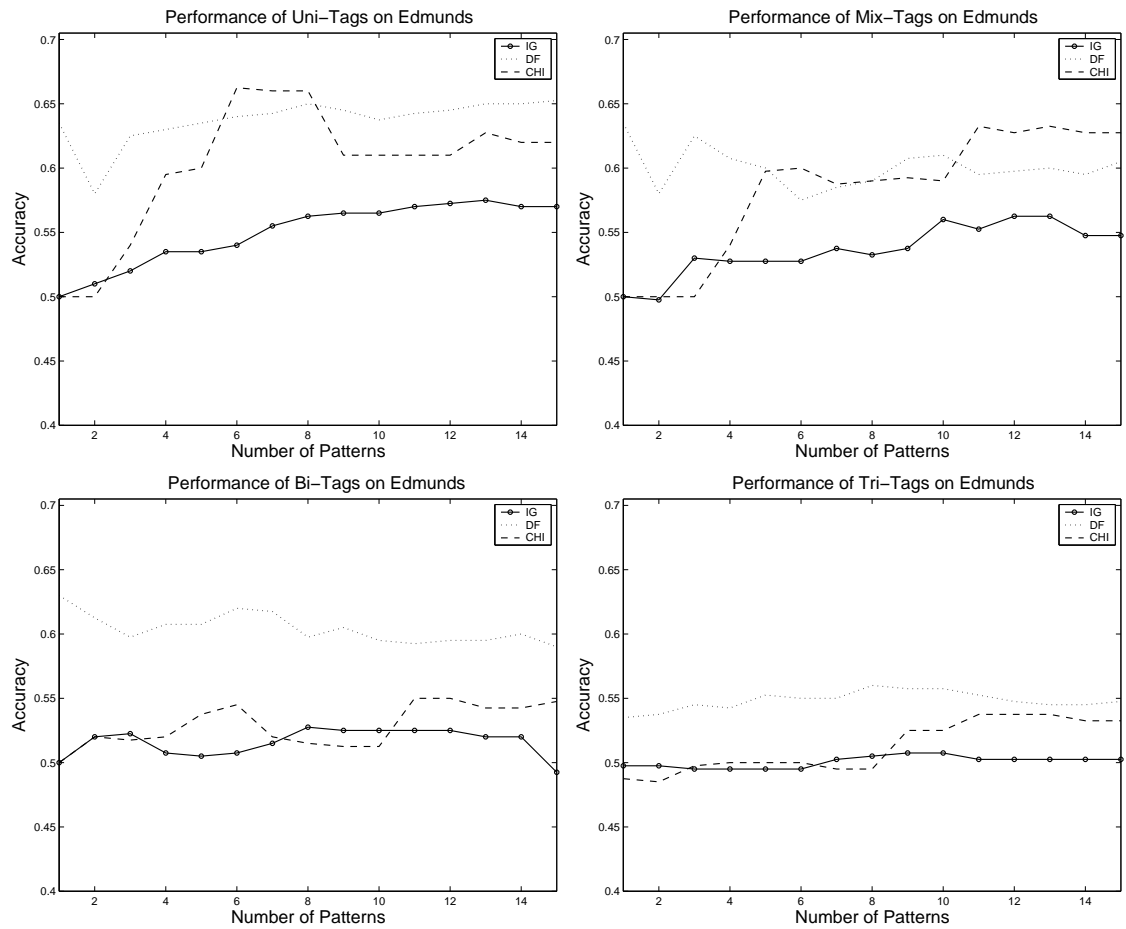 Performance of Uni−Tags on Edmunds
0.7
0.65
0.6
0.55
0.5
0.45
0.4
Accuracy
IG
DF
CHI
2 4 6 8 10 12 14
Number of Patterns
Performance of Mix−Tags on Edmunds
0.7
0.65
0.6
0.55
0.5
0.45
0.4
Accuracy
IG
DF
CHI
2 4 6 8 10 12 14
Number of Patterns
Performance of Bi−Tags on Edmunds
0.7
0.65
0.6
0.55
0.5
0.45
0.4
Accuracy
IG
DF
CHI
2 4 6 8 10 12 14
Number of Patterns
Performance of Tri−Tags on Edmunds
0.7
0.65
0.6
0.55
0.5
0.45
0.4
Accuracy
IG
DF
CHI
2 4 6 8 10 12 14
Number of Patterns